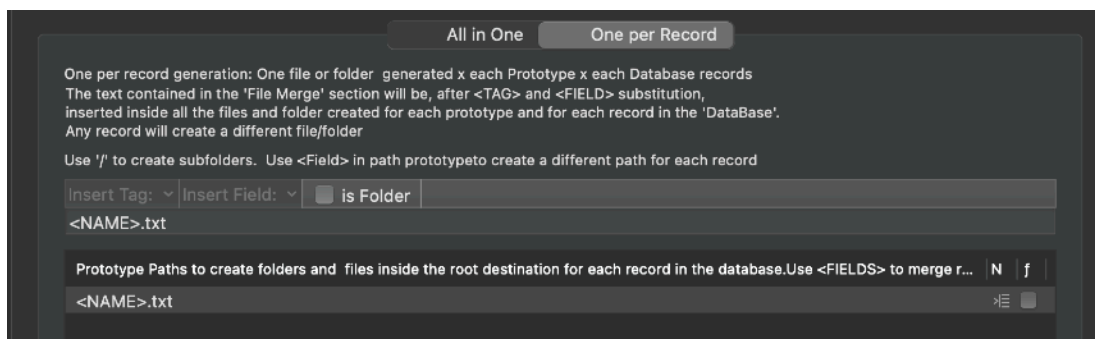 All in One One per Record
One per record generation: One file or folder  generated x each Prototype x each Database records
The text contained in the 'File Merge' section will be, after <TAG> and <FIELD> substitution,
inserted inside all the files and folder created for each prototype and for each record in the 'DataBase'.
Any record will create a different file/folder
Use '/' to create subfolders.  Use <Field> in path prototypeto create a different path for each record
Insert Tag: Insert Field: is Folder
<NAME>.txt
Prototype Paths to create folders and  files inside the root destination for each record in the database.Use <FIELDS> to merge r... N f
<NAME>.txt